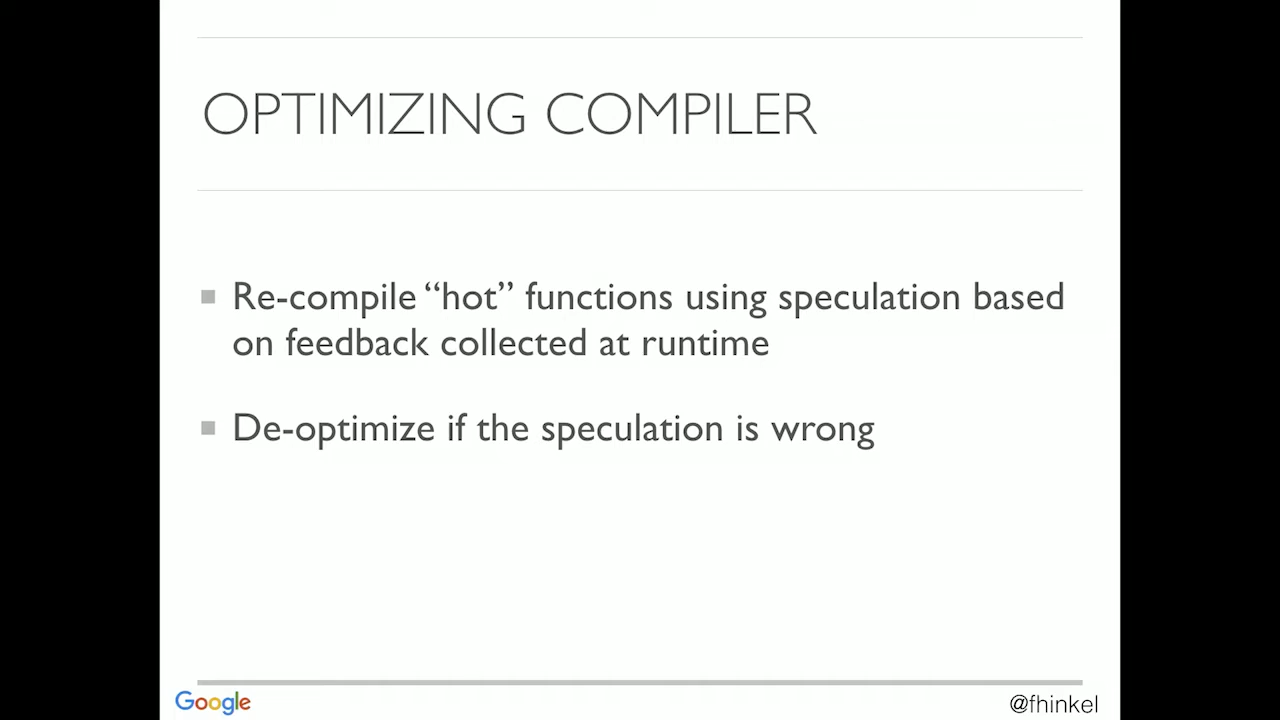 OPTIMIZING COMPILER
Re-compile “hot” functions using speculation based
on feedback collected at runtime
De-optimize if the speculation is wrong
Google
@fhinkel